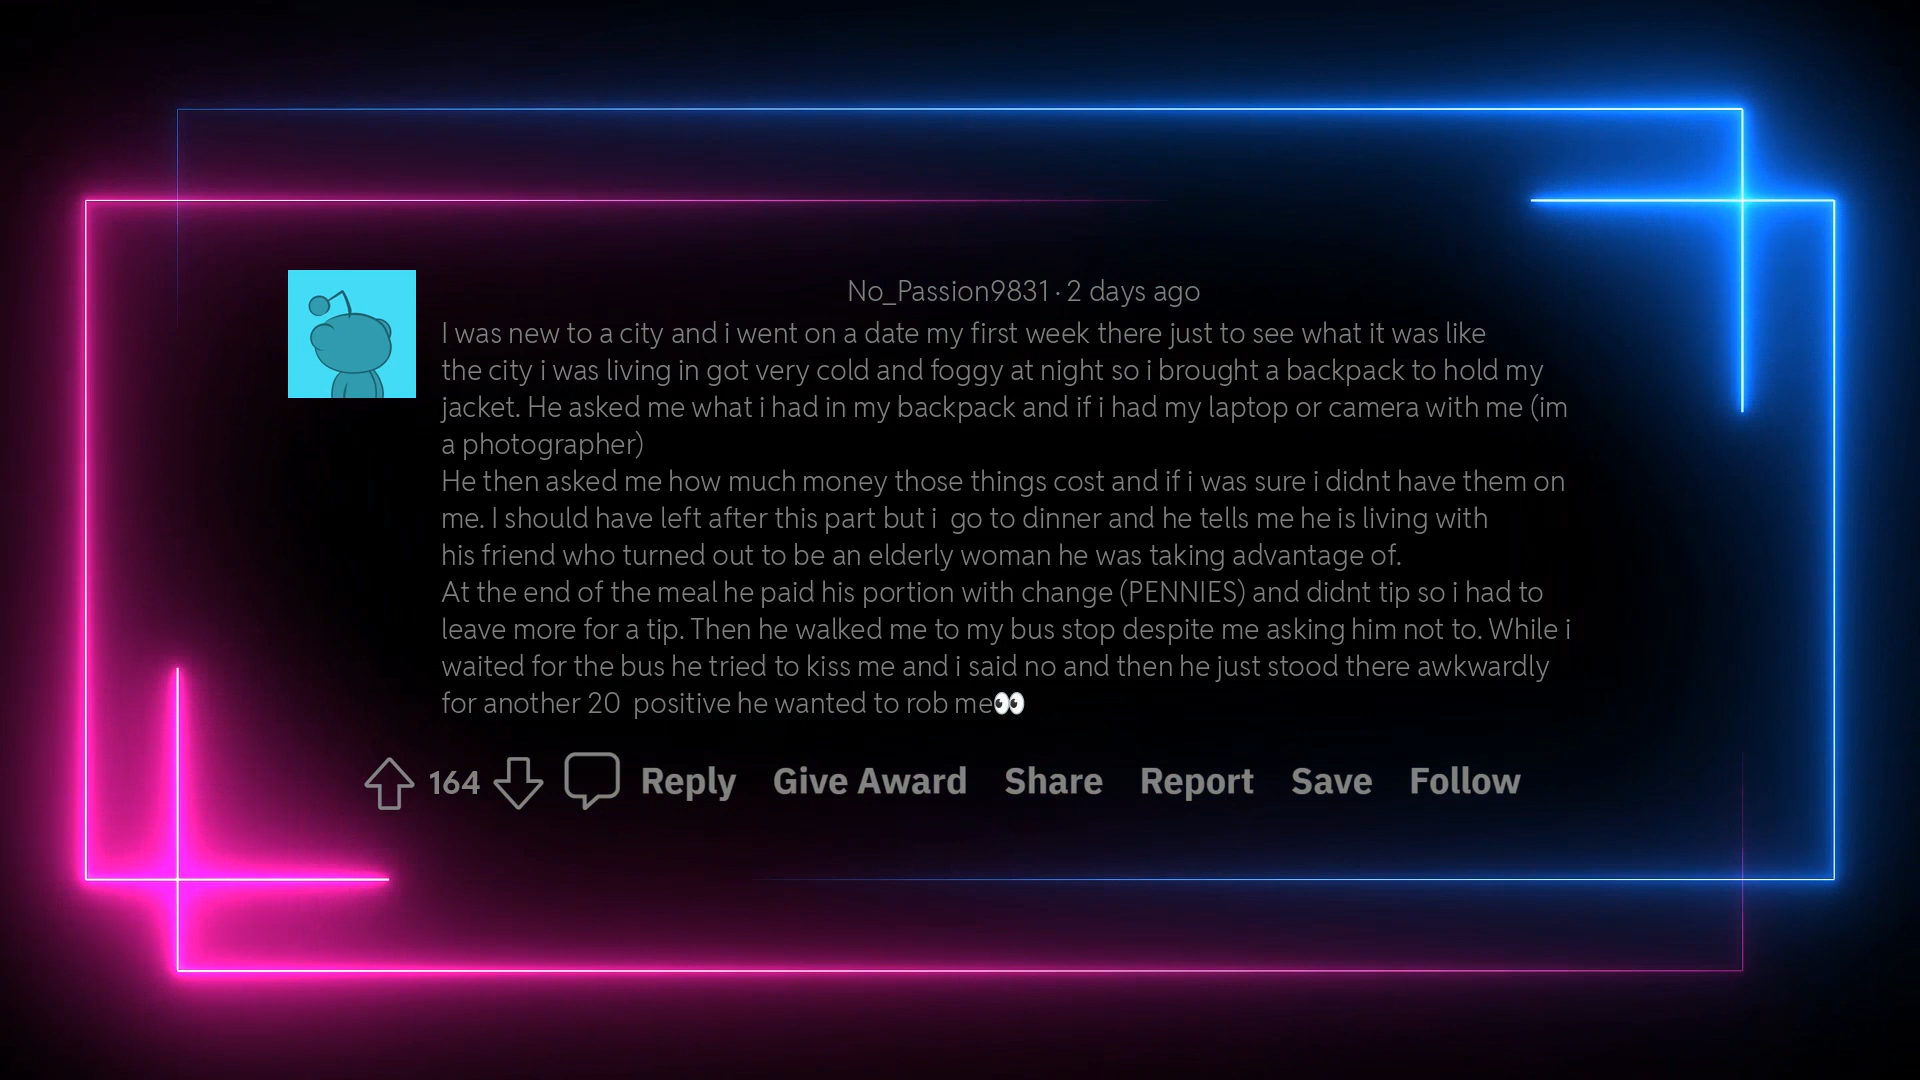 No_Passion9831 · 2 days ago
I was new to a city and i went on a date my first week there just to see what it was like
the city i was living in got very cold and foggy at night so i brought a backpack to hold my
jacket. He asked me what i had in my backpack and if i had my laptop or camera with me (im
a photographer)
He then asked me how much money those things cost and if i was sure i didnt have them on
me. I should have left after this part but i  go to dinner and he tells me he is living with
his friend who turned out to be an elderly woman he was taking advantage of.
At the end of the meal he paid his portion with change (PENNIES) and didnt tip so i had to
leave more for a tip. Then he walked me to my bus stop despite me asking him not to. While i
waited for the bus he tried to kiss me and i said no and then he just stood there awkwardly
for another 20  positive he wanted to rob me👀
164 Reply Give Award Share Report Save Follow